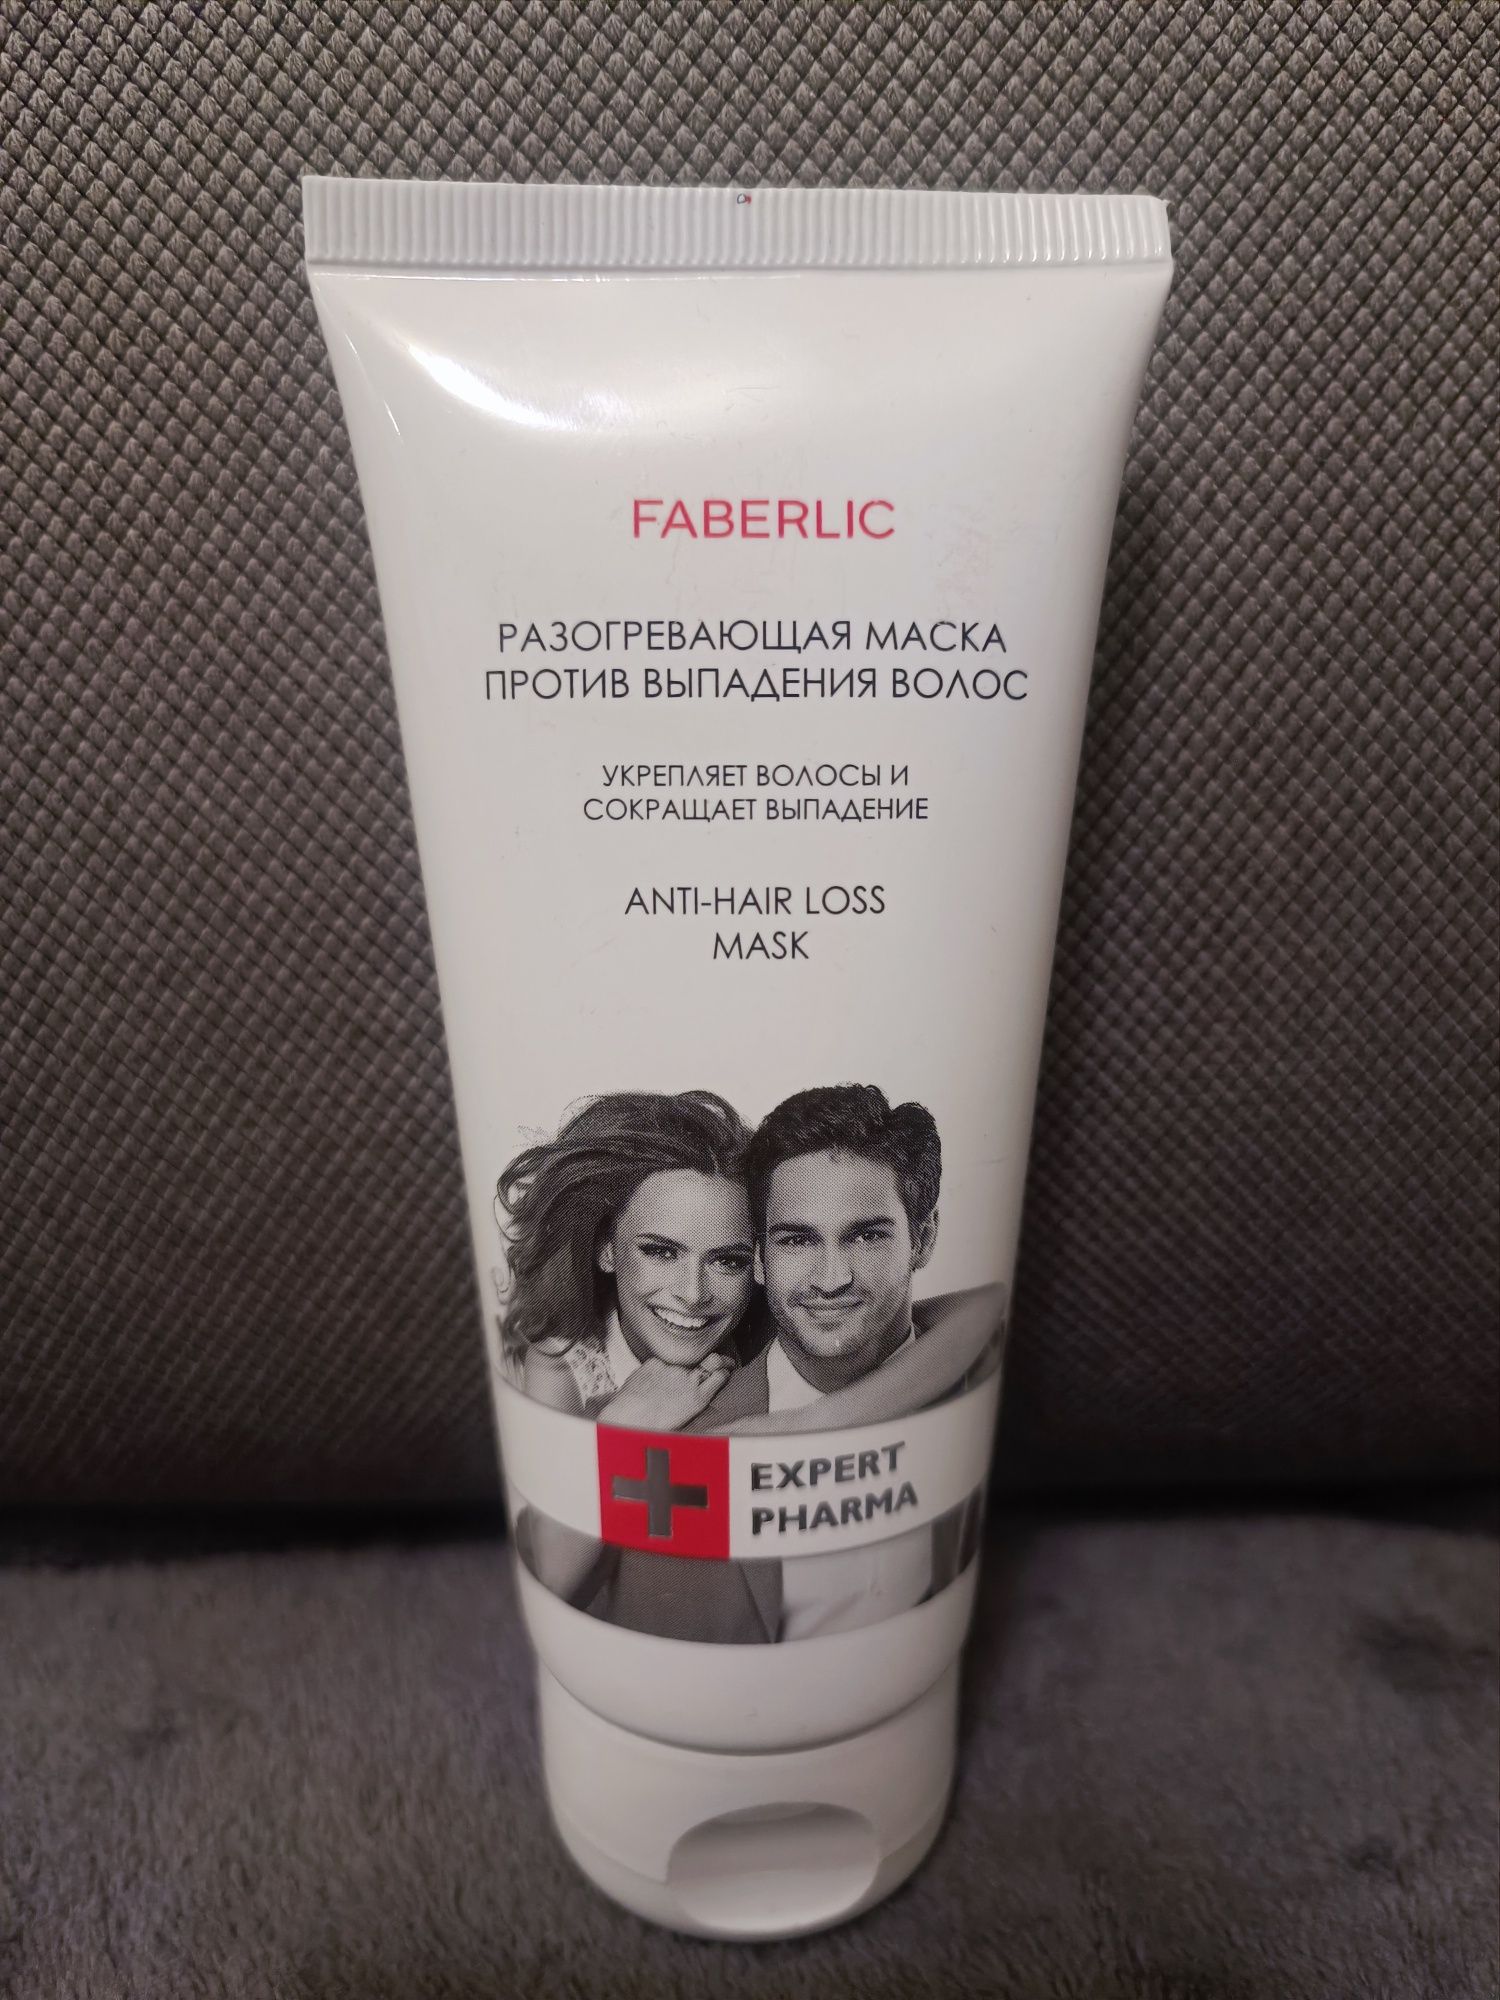 FABERLIC
РАЗОГРЕВАЮЩАЯ МАСКА
ПРОТИВ ВЫПАДЕНИЯ ВОЛОС
УКРЕПЛЯЕТ ВОЛОСЫ И
СОКРАЩАЕТ ВЫПАДЕНИЕ
ANTI-HAIR LOSS
MASK
EXPERT
PHARMA